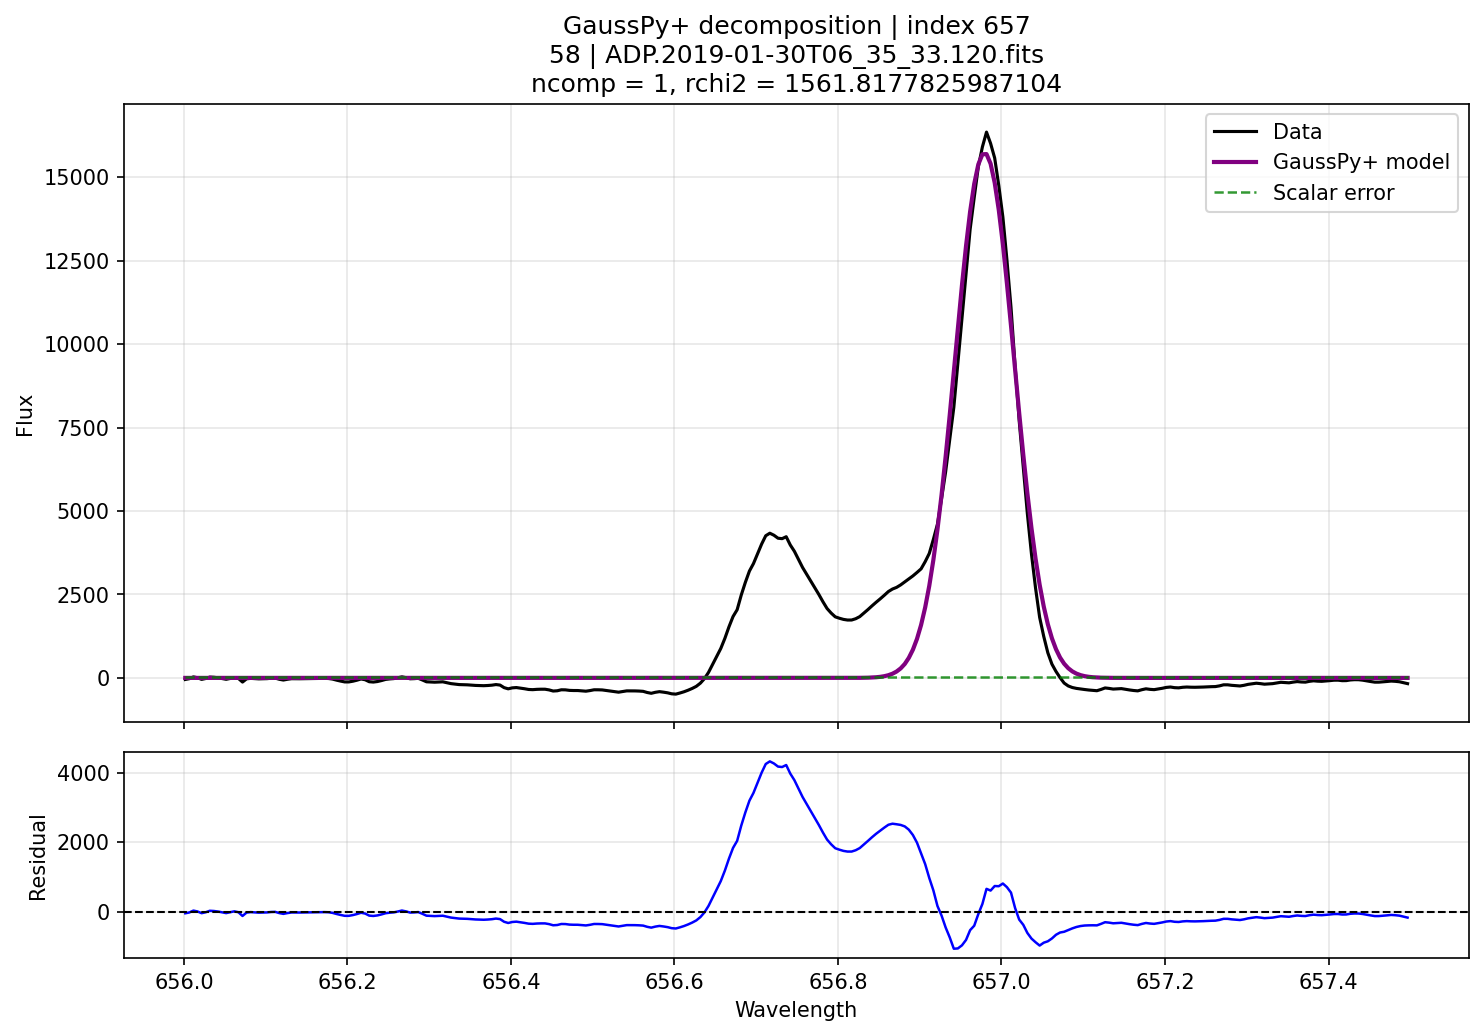 GaussPy+ decomposition | index 657
58 | ADP.2019-01-30T06_35_33.120.fits
ncomp = 1, rchi2 = 1561.8177825987104
Data
GaussPy+ model
Scalar error
15000
12500
10000
7500
5000
2500
0
Flux
4000
2000
0
Residual
656.0 656.2 656.4 656.6 656.8 657.0 657.2 657.4
Wavelength